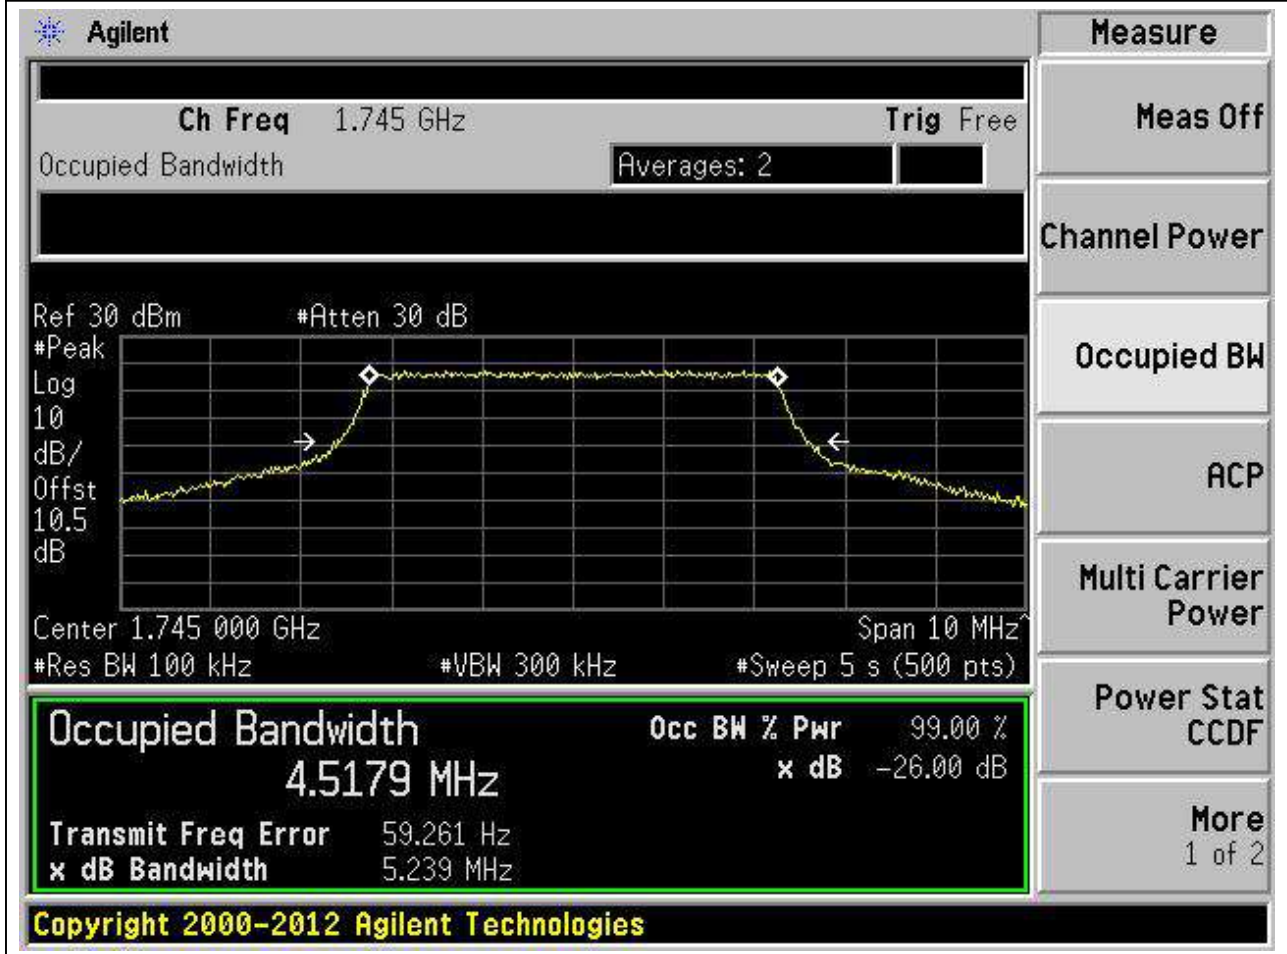 Agilent
Measure
Ch Freq 1.745 GHz Trig Free
Meas Off
Occupied Bandwidth Averages: 2
Channel Power
Ref 30 dBm #Atten 30 dB
#Peak
Log
10
dB/
Offst
10.5
dB
Occupied BW
ACP
Center 1.745 000 GHz Span 10 MHz^
#Res BW 100 kHz #VBW 300 kHz #Sweep 5 s (500 pts)
Multi Carrier
Power
Occupied Bandwidth Occ BW % Pwr 99.00 %
4.5179 MHz x dB -26.00 dB
Transmit Freq Error 59.261 Hz
x dB Bandwidth 5.239 MHz
Power Stat
CCDF
More
1 of 2
Copyright 2000-2012 Agilent Technologies